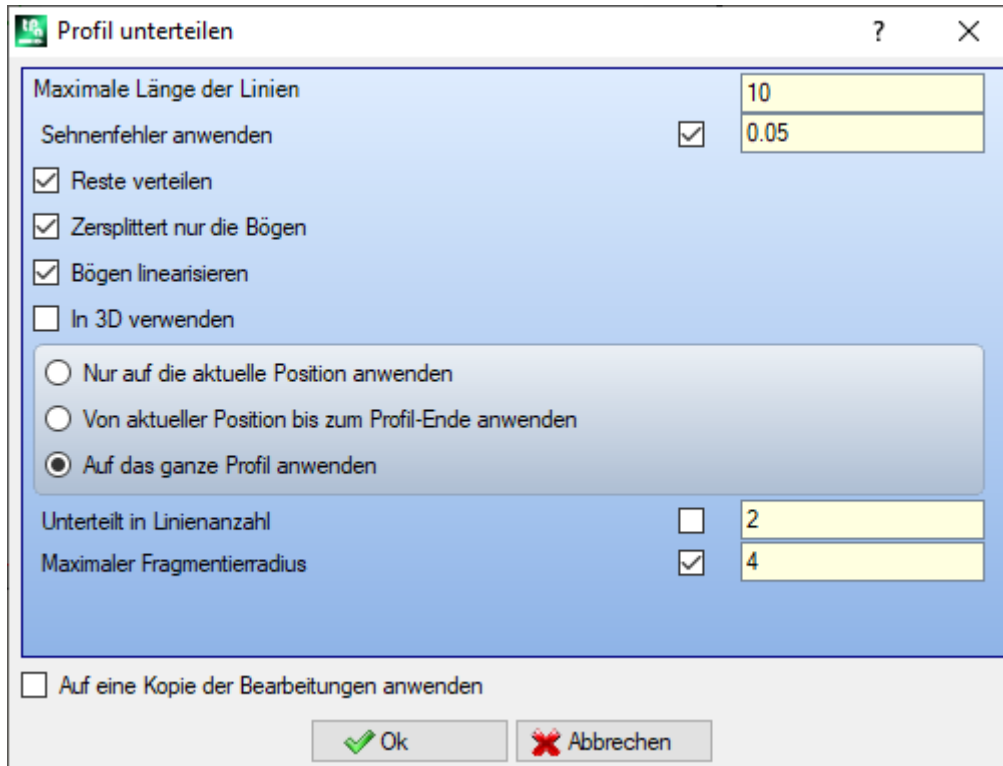 Profil unterteilen ?
Maximale Länge der Linien 10
Sehnenfehler anwenden 0.05
Reste verteilen
Zersplittert nur die Bögen
Bögen linearisieren
In 3D verwenden
Nur auf die aktuelle Position anwenden
Von aktueller Position bis zum Profil-Ende anwenden
Auf das ganze Profil anwenden
Unterteilt in Linienanzahl 2
Maximaler Fragmentierradius 4
Auf eine Kopie der Bearbeitungen anwenden
Ok Abbrechen